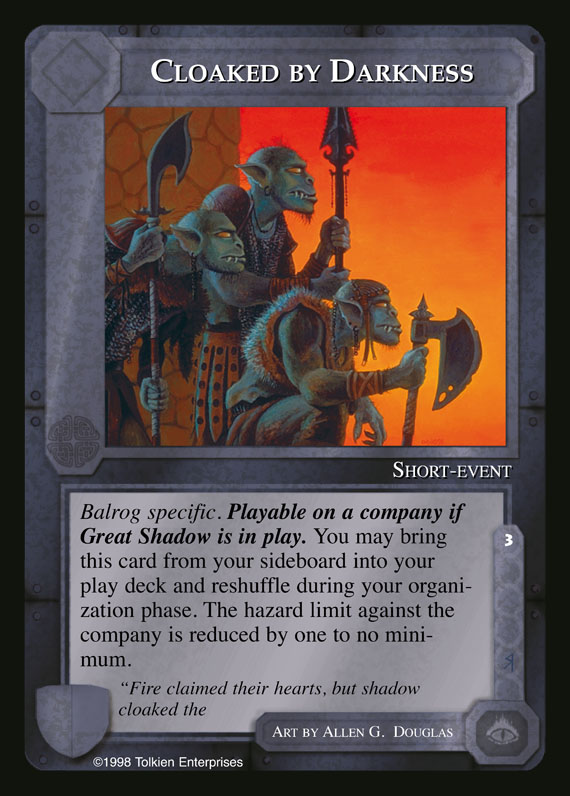 Cloaked by Darkness
Short-event
Balrog specific. Playable on a company if
Great Shadow is in play. You may bring
this card from your sideboard into your
play deck and reshuffle during your organi-
zation phase. The hazard limit against the
company is reduced by one to no mini-
mum.
3
“Fire claimed their hearts, but shadow
cloaked the
Art by Allen G. Douglas
©1998 Tolkien Enterprises